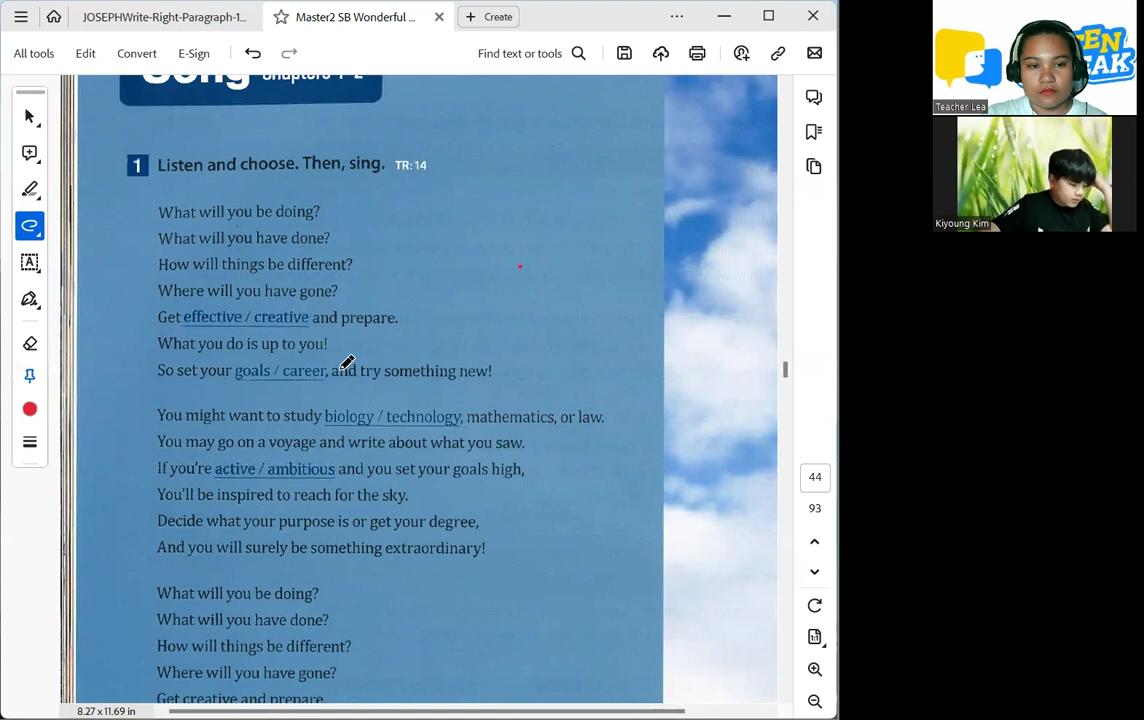 JOSEPHWrite-Right-Paragraph-1...
Master2 SB Wonderful ...
Create
All tools
Edit
Convert
E-Sign
Find text or tools
Song Chapters 1-2
1 Listen and choose. Then, sing. TR: 14
What will you be doing?
What will you have done?
How will things be different?
Where will you have gone?
Get effective / creative and prepare.
What you do is up to you!
So set your goals / career, and try something new!
You might want to study biology / technology, mathematics, or law.
You may go on a voyage and write about what you saw.
If you're active / ambitious and you set your goals high,
You'll be inspired to reach for the sky.
Decide what your purpose is or get your degree,
And you will surely be something extraordinary!
What will you be doing?
What will you have done?
How will things be different?
Where will you have gone?
Get creative and prepare.
44
93
8.27 x 11.69 in
EN
EAK
Teacher Lea
Kiyoung Kim